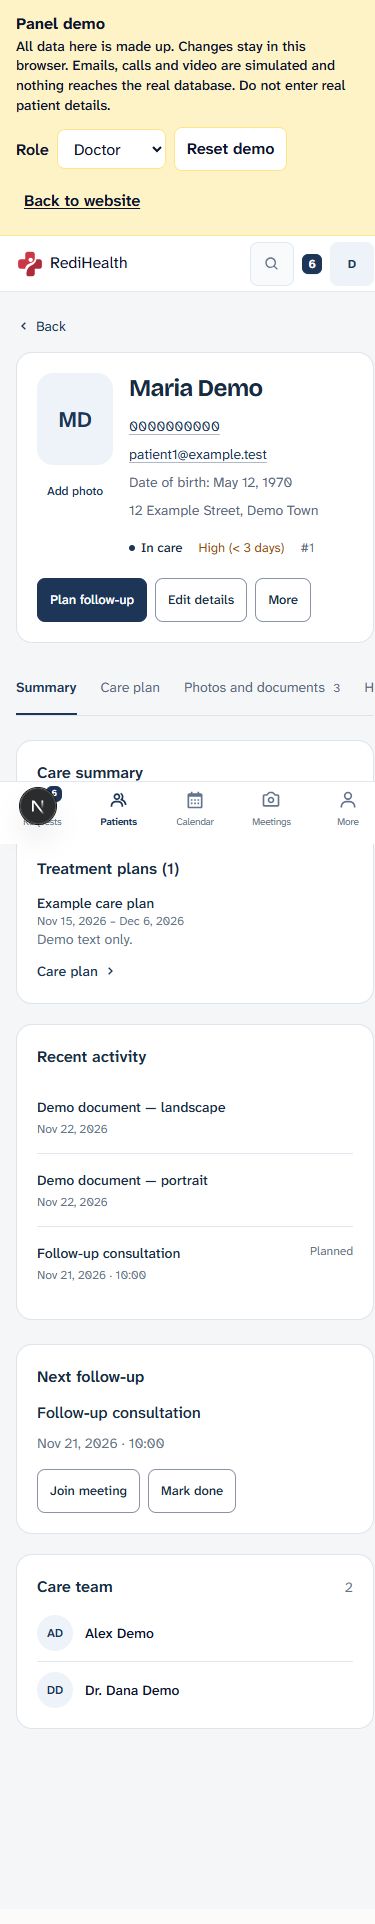 Panel demo
All data here is made up. Changes stay in this
browser. Emails, calls and video are simulated and
nothing reaches the real database. Do not enter real
patient details.
Role Doctor Reset demo
Back to website
RediHealth 6 D
Back
MD
Maria Demo
0000000000
patient1@example.test
Add photo
Date of birth: May 12, 1970
12 Example Street, Demo Town
In care High (< 3 days) #1
Plan follow-up Edit details More
Summary Care plan Photos and documents 3 H
Care summary
N 6
Patients Calendar Meetings More
Treatment plans (1)
Example care plan
Nov 15, 2026 – Dec 6, 2026
Demo text only.
Care plan
Recent activity
Demo document — landscape
Nov 22, 2026
Demo document — portrait
Nov 22, 2026
Follow-up consultation Planned
Nov 21, 2026 · 10:00
Next follow-up
Follow-up consultation
Nov 21, 2026 · 10:00
Join meeting Mark done
Care team 2
AD Alex Demo
DD Dr. Dana Demo